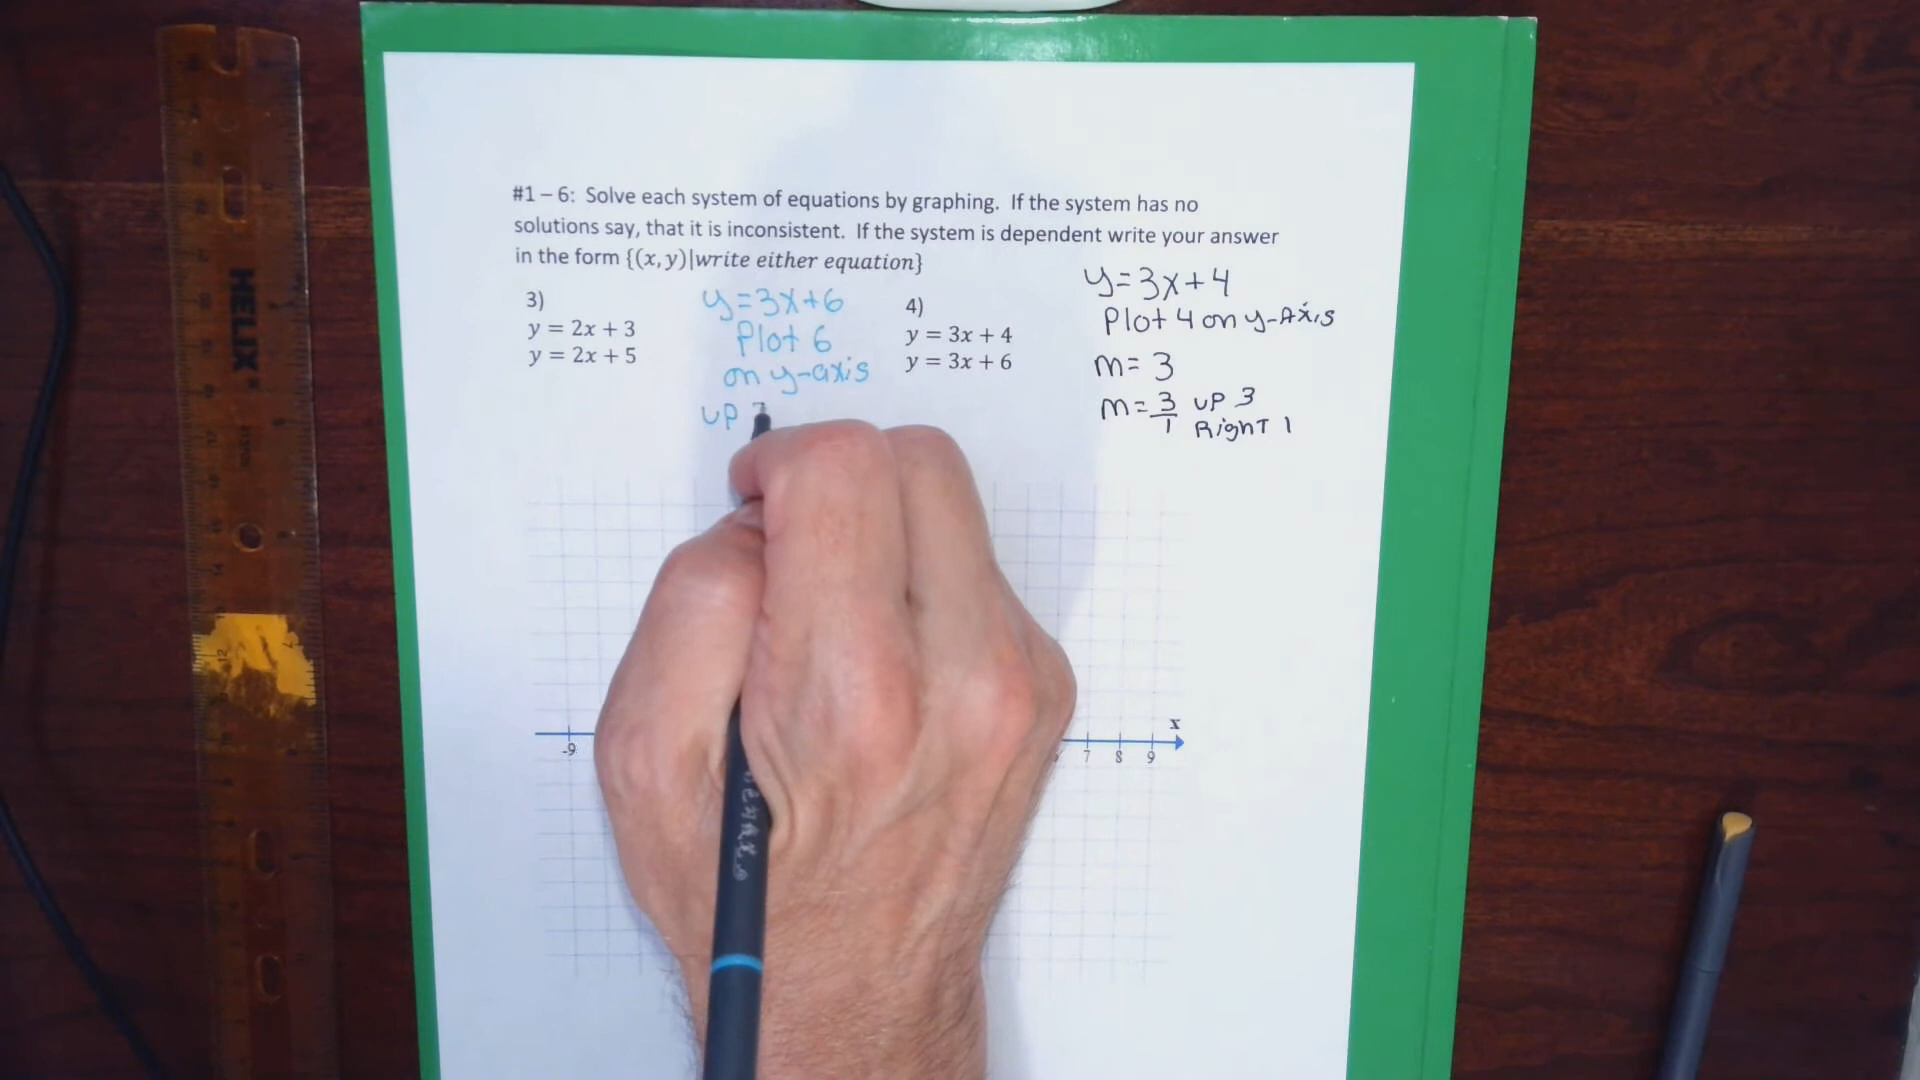 #1 – 6: Solve each system of equations by graphing. If the system has no
solutions say, that it is inconsistent. If the system is dependent write your answer
in the form {(x, y)|write either equation}
3)
y = 2x + 3
y = 2x + 5
y=3x+6
Plot 6
on y-axis
up
4)
y = 3x + 4
y = 3x + 6
y=3x+4
Plot 4 on y-Axis
m= 3
m= 3/1 up 3
Right 1
x
-9
7 8 9
HELIX